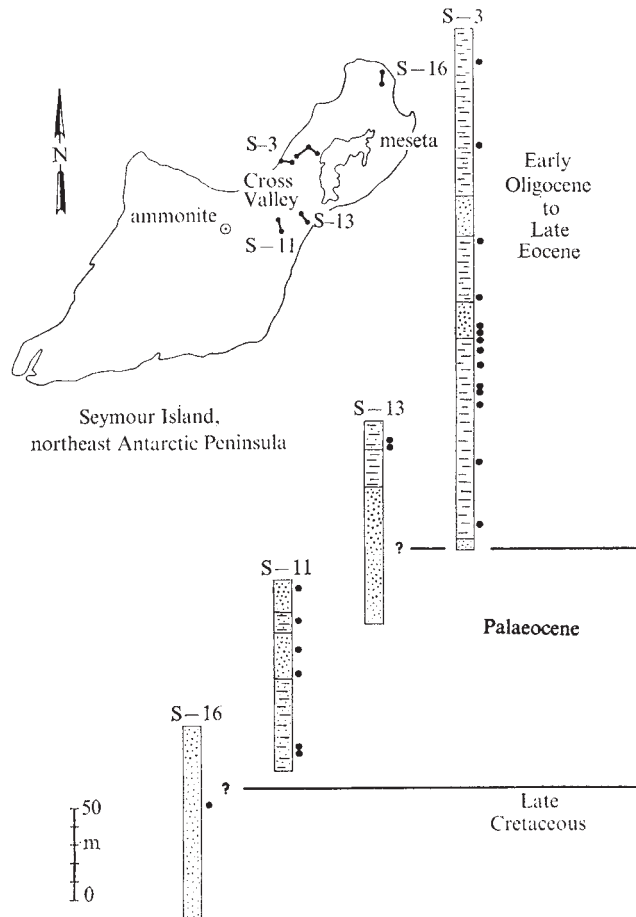 S–3
S–16
N
meseta
S–3
Cross
Valley
ammonite
S–13
S–11
Early
Oligocene
to
Late
Eocene
Seymour Island,
northeast Antarctic Peninsula
S–13
?
S–11
Palaeocene
S–16
?
Late
Cretaceous
50
m
0